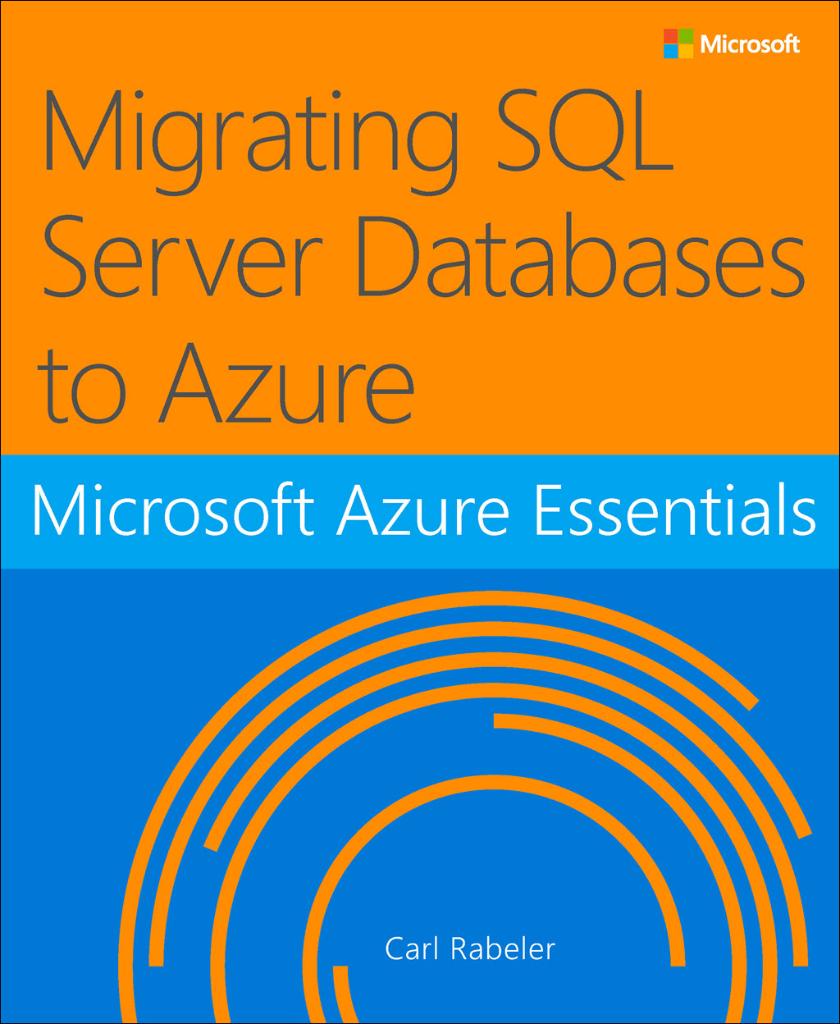 Microsoft
Migrating SQL
Server Databases
to Azure
Microsoft Azure Essentials
Carl Rabeler